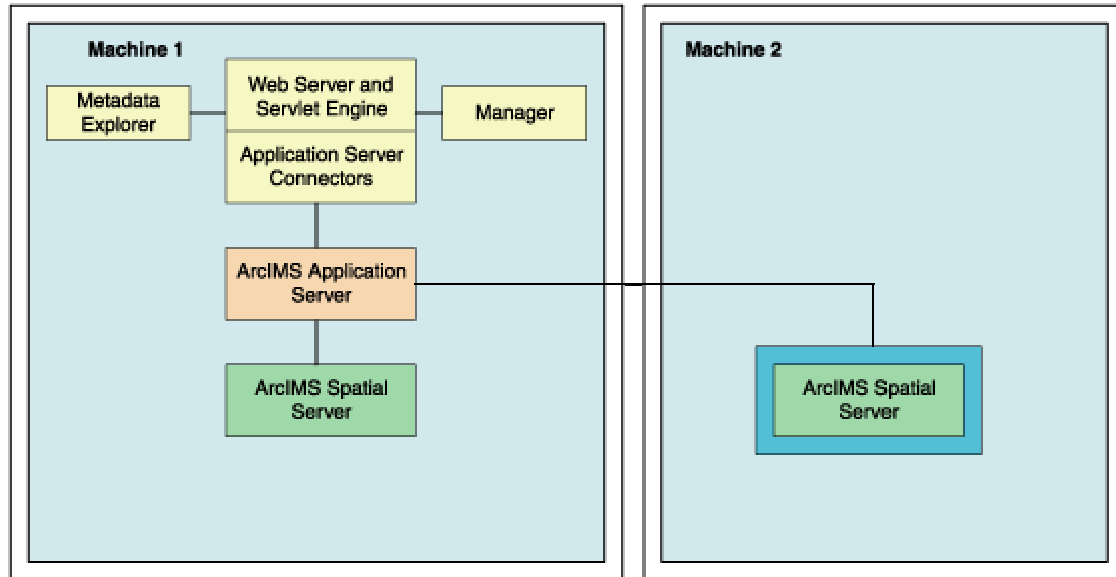 Machine 1
Metadata
Explorer
Web Server and
Servlet Engine
Manager
Application Server
Connectors
ArcIMS Application
Server
ArcIMS Spatial
Server
Machine 2
ArcIMS Spatial
Server